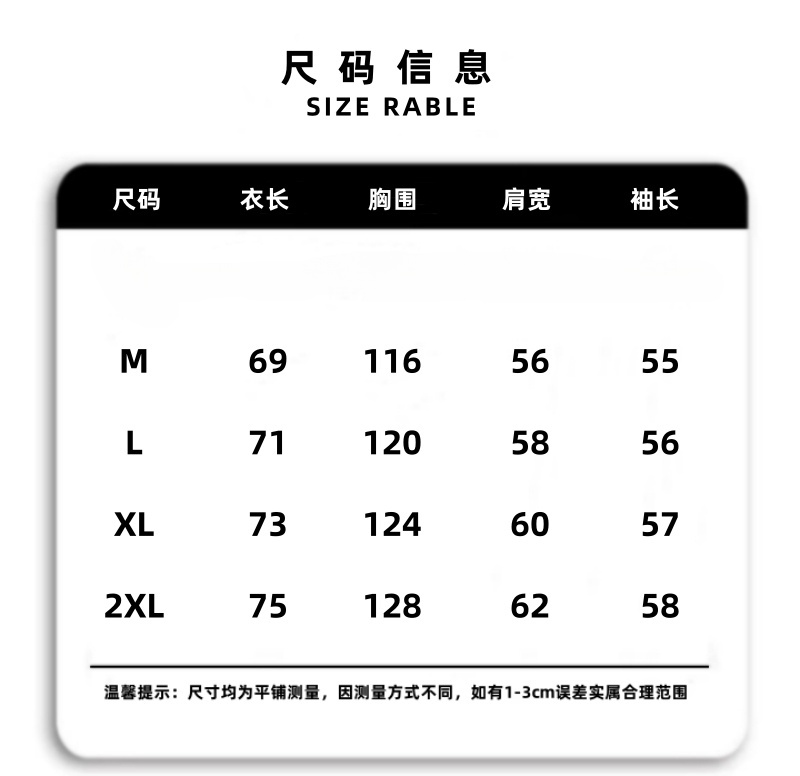 尺码信息
SIZE RABLE
尺码 衣长 胸围 肩宽 袖长
M 69 116 56 55
L 71 120 58 56
XL 73 124 60 57
2XL 75 128 62 58
温馨提示：尺寸均为平铺测量，因测量方式不同，如有1-3cm误差实属合理范围